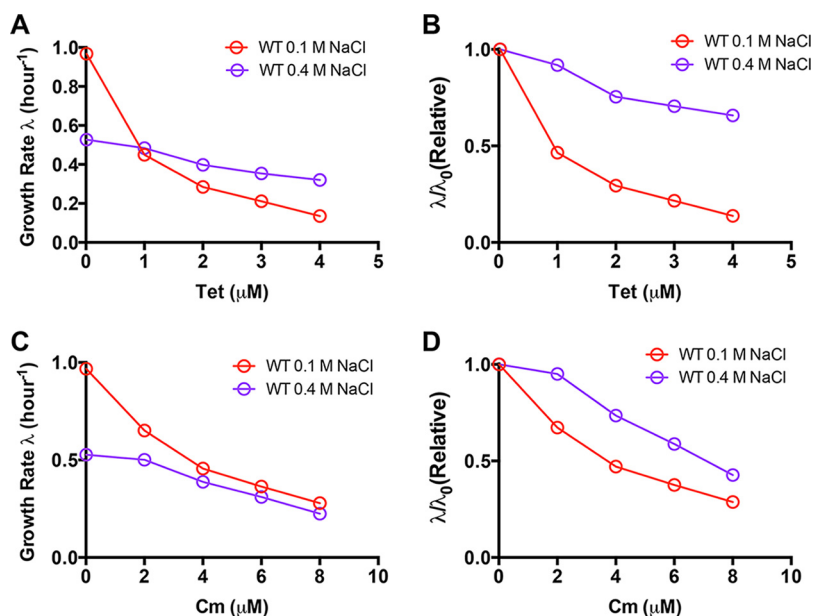 A
Growth Rate λ (hour-1)
1.0
0.8
0.6
0.4
0.2
0.0
0 1 2 3 4 5
Tet (μM)
WT 0.1 M NaCl
WT 0.4 M NaCl
B
λ/λ0(Relative)
1.0
0.5
0.0
0 1 2 3 4 5
Tet (μM)
WT 0.1 M NaCl
WT 0.4 M NaCl
C
Growth Rate λ (hour-1)
1.0
0.5
0.0
0 2 4 6 8 10
Cm (μM)
WT 0.1 M NaCl
WT 0.4 M NaCl
D
λ/λ0(Relative)
1.0
0.5
0.0
0 2 4 6 8 10
Cm (μM)
WT 0.1 M NaCl
WT 0.4 M NaCl